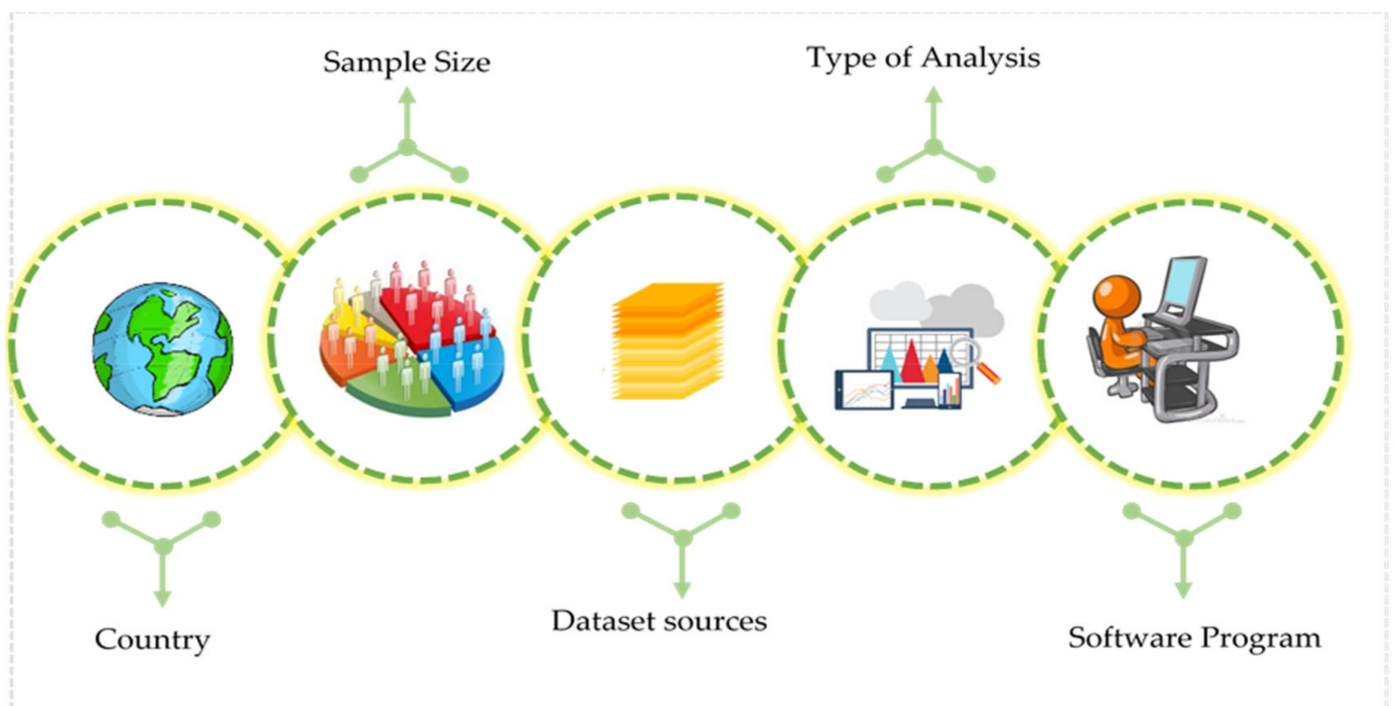 Sample Size
Type of Analysis
Country
Dataset sources
Software Program